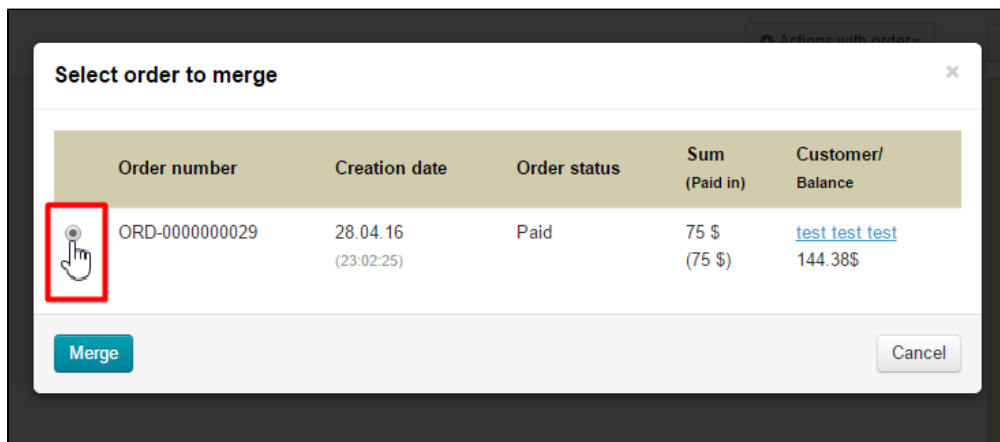 Actions with order
Select order to merge ×
Order number Creation date Order status Sum (Paid in) Customer/ Balance
ORD-0000000029 28.04.16 Paid 75 $ test test test
(23:02:25) (75 $) 144.38$
Merge Cancel